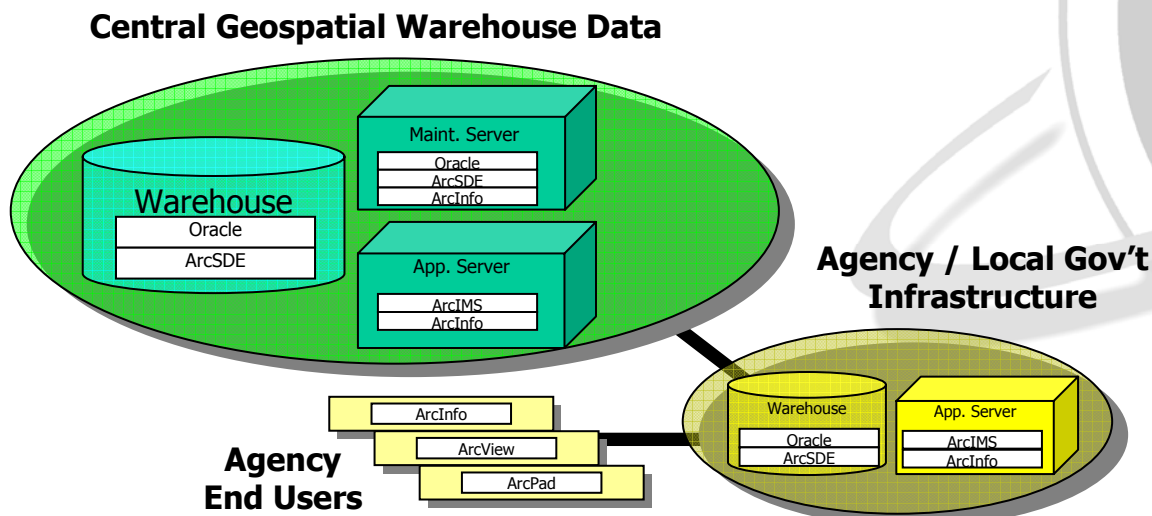 Central Geospatial Warehouse Data
Maint. Server
Oracle
ArcSDE
ArcInfo
Warehouse
Oracle
ArcSDE
App. Server
ArcIMS
ArcInfo
Agency / Local Gov’t
Infrastructure
Warehouse
Oracle
ArcSDE
App. Server
ArcIMS
ArcInfo
ArcInfo
ArcView
ArcPad
Agency
End Users